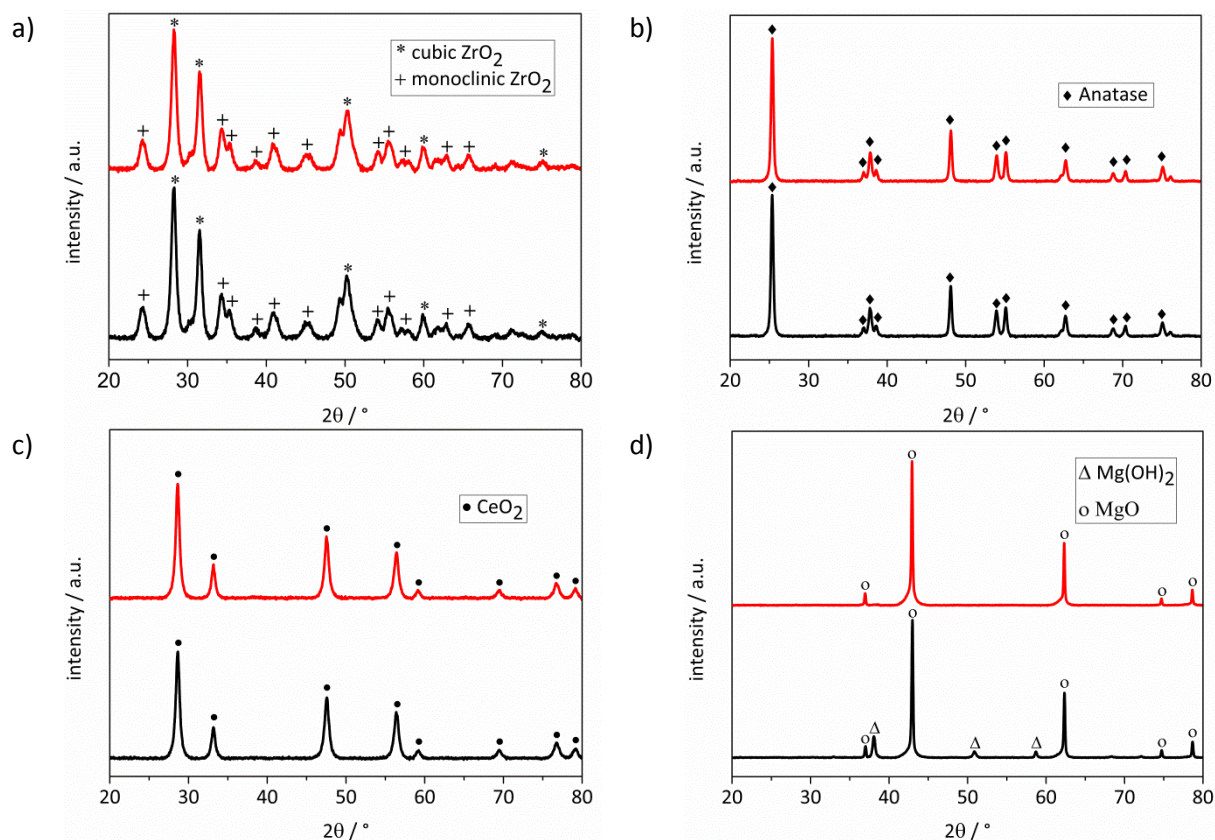 a)
* cubic ZrO2
+ monoclinic ZrO2
intensity / a.u.
20 30 40 50 60 70 80
2θ / °
b)
♦ Anatase
intensity / a.u.
20 30 40 50 60 70 80
2θ / °
c)
● CeO2
intensity / a.u.
20 30 40 50 60 70 80
2θ / °
d)
Δ Mg(OH)2
o MgO
intensity / a.u.
20 30 40 50 60 70 80
2θ / °